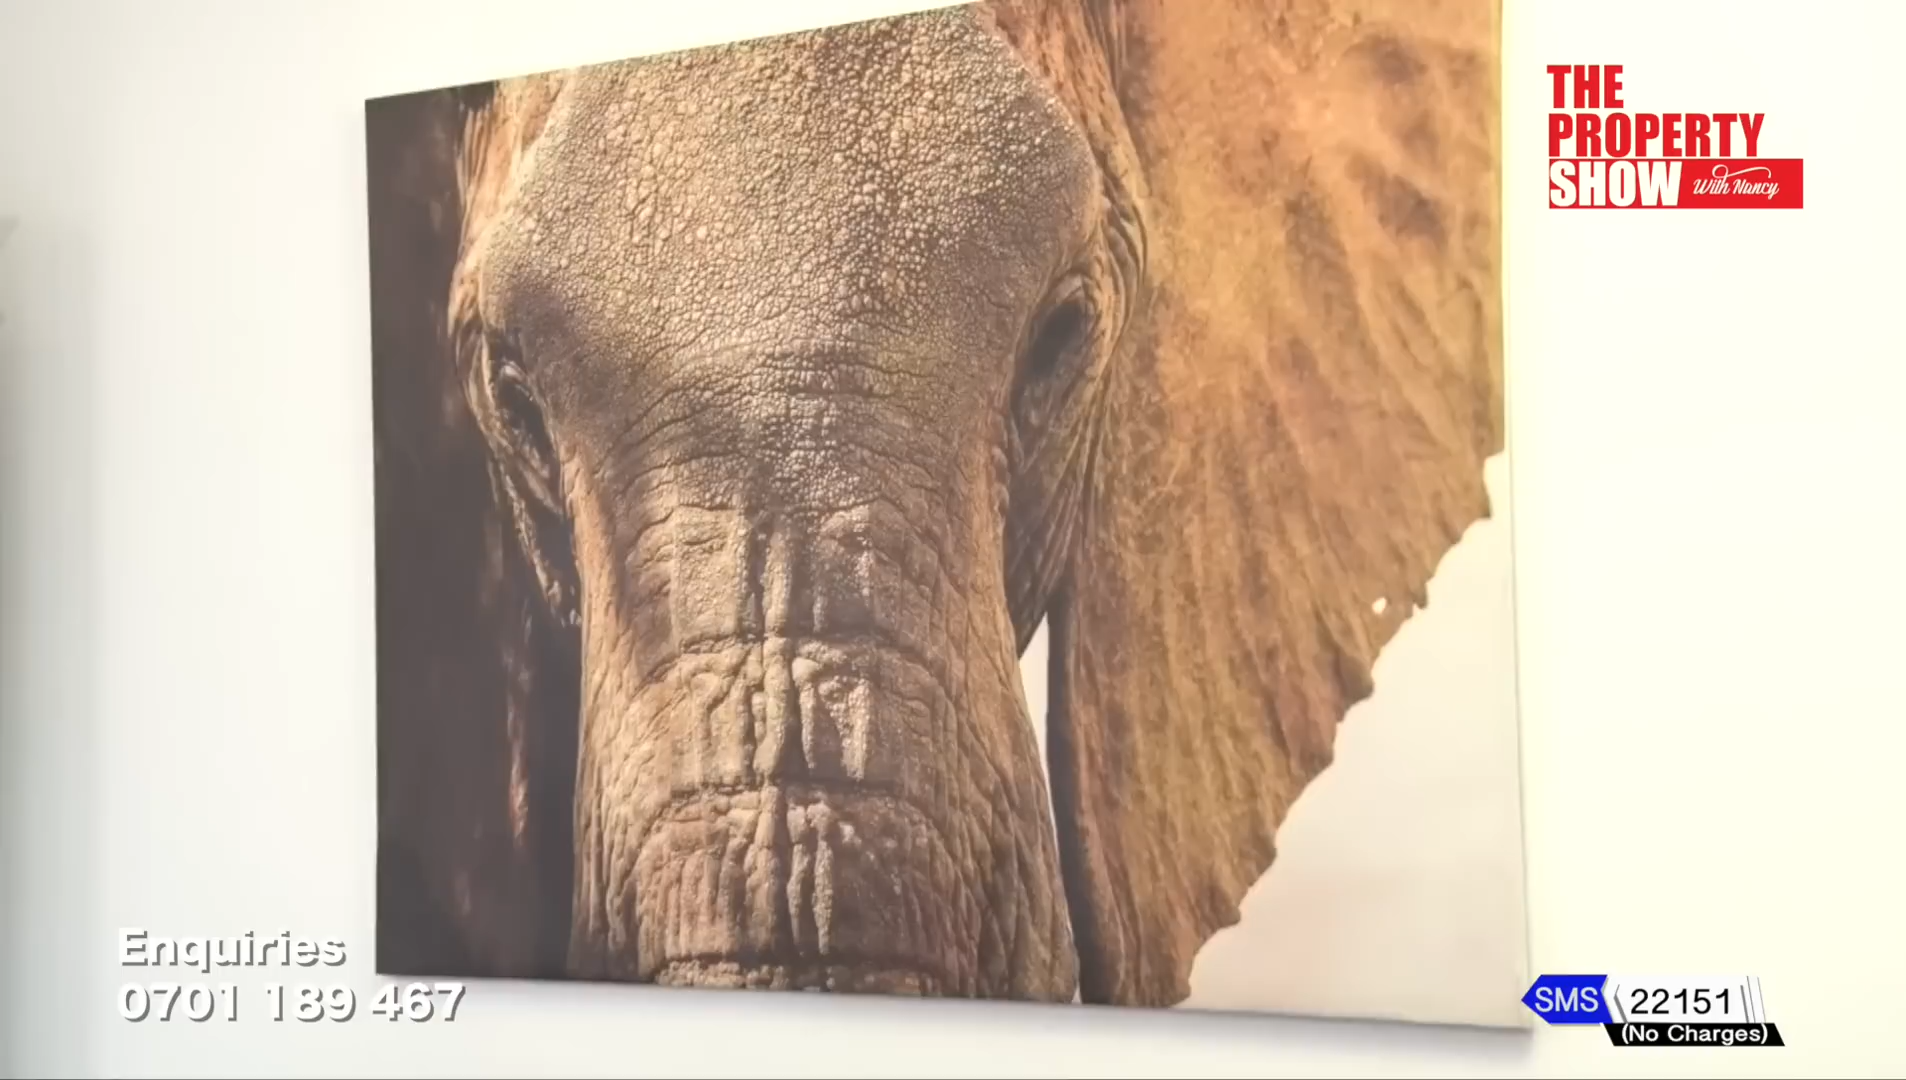 THE
PROPERTY
SHOW With Nancy
Enquiries
0701 189 467
SMS 22151
(No Charges)